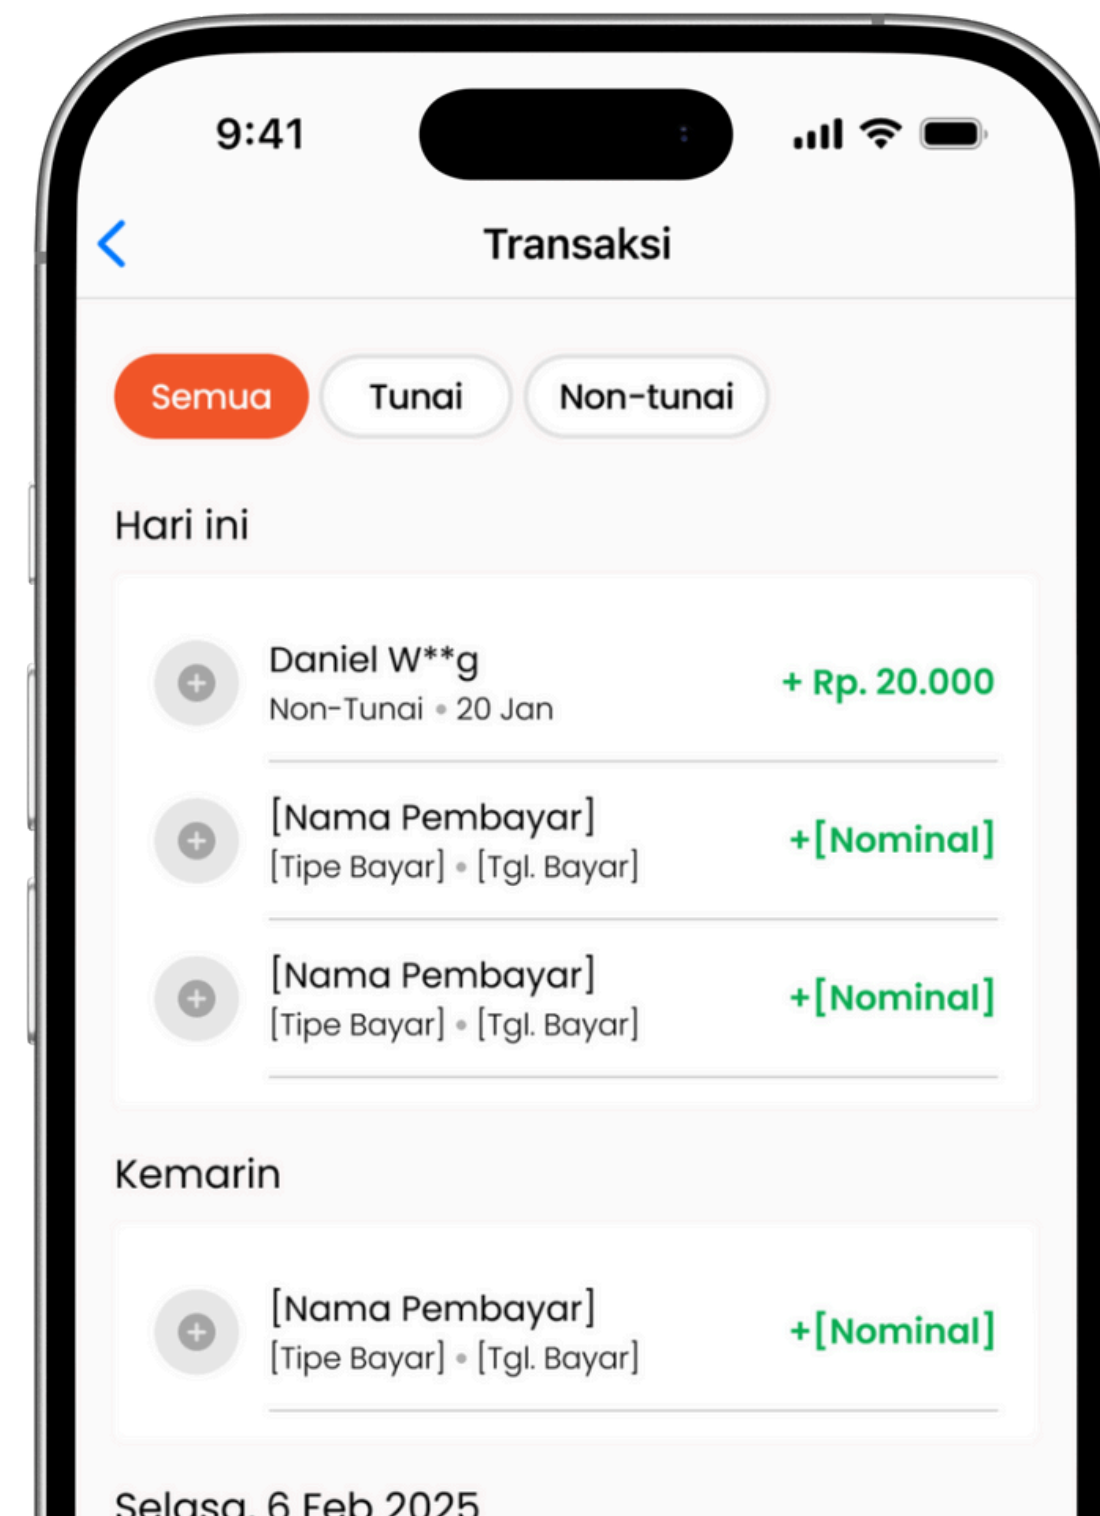 9:41
Transaksi
Semua
Tunai
Non-tunai
Hari ini
Daniel W**g
+ Rp. 20.000
Non-Tunai • 20 Jan
[Nama Pembayar]
+[Nominal]
[Tipe Bayar] • [Tgl. Bayar]
[Nama Pembayar]
+[Nominal]
[Tipe Bayar] • [Tgl. Bayar]
Kemarin
[Nama Pembayar]
+[Nominal]
[Tipe Bayar] • [Tgl. Bayar]
Selasa, 6 Feb 2025